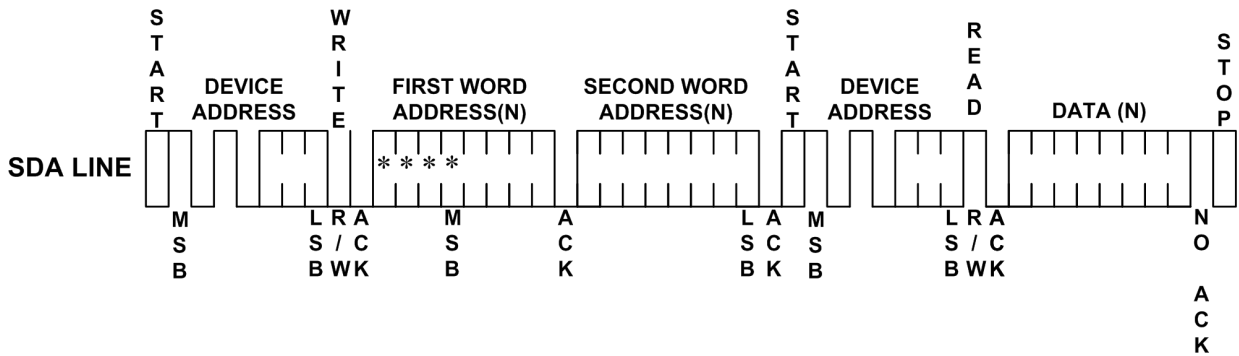 START
WRITE
START
READ
STOP
DEVICE
ADDRESS
FIRST WORD
ADDRESS(N)
SECOND WORD
ADDRESS(N)
DEVICE
ADDRESS
DATA (N)
SDA LINE
* * * *
MSB
LSB
R/W
ACK
MSB
ACK
LSB
ACK
MSB
LSB
R/W
ACK
NO ACK